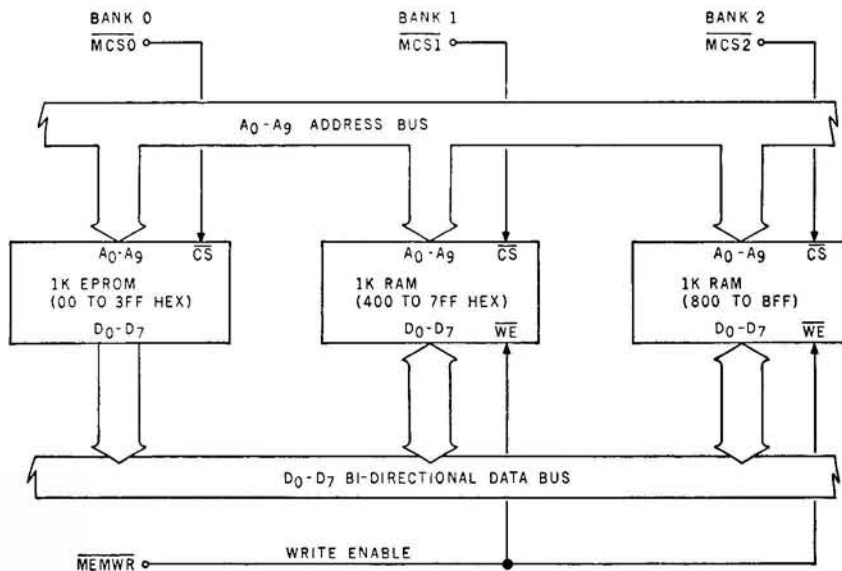 BANK 0
MCS0
BANK 1
MCS1
BANK 2
MCS2
A0-A9 ADDRESS BUS
A0-A9 CS
1K EPROM
(00 TO 3FF HEX)
D0-D7
A0-A9 CS
1K RAM
(400 TO 7FF HEX)
D0-D7 WE
A0-A9 CS
1K RAM
(800 TO BFF)
D0-D7 WE
D0-D7 BI-DIRECTIONAL DATA BUS
MEMWR
WRITE ENABLE